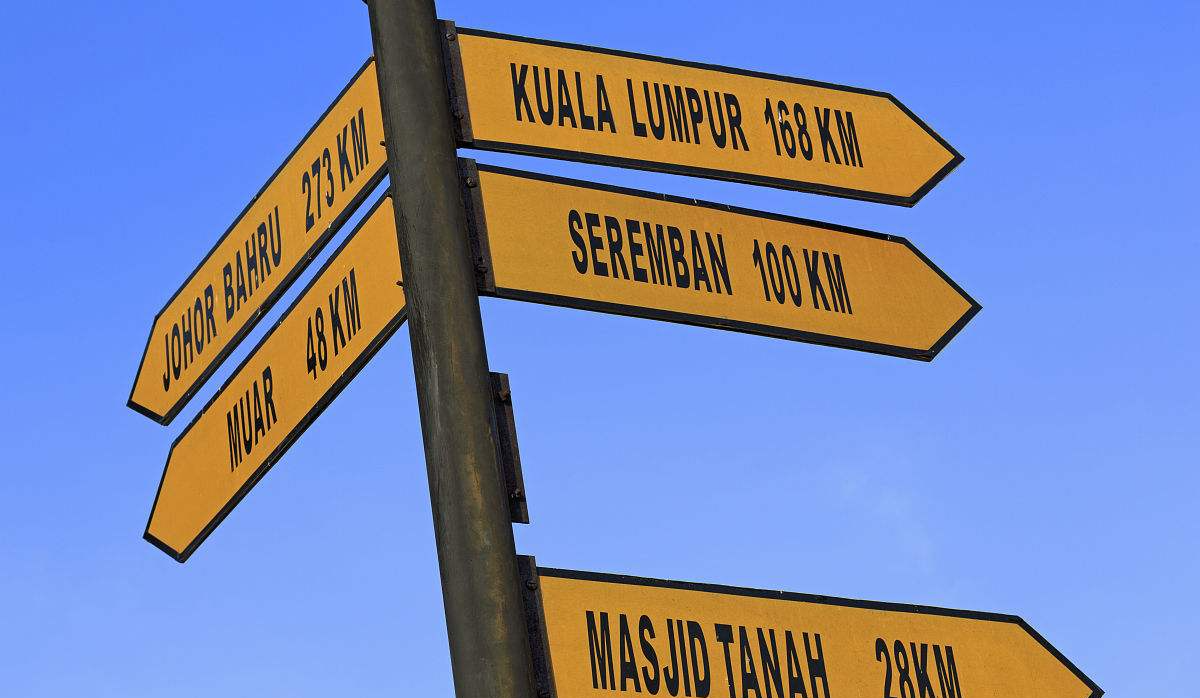 KUALA LUMPUR 168 KM
SEREMBAN 100 KM
JOHOR BAHRU 273 KM
MUAR 48 KM
MASJID TANAH 28KM